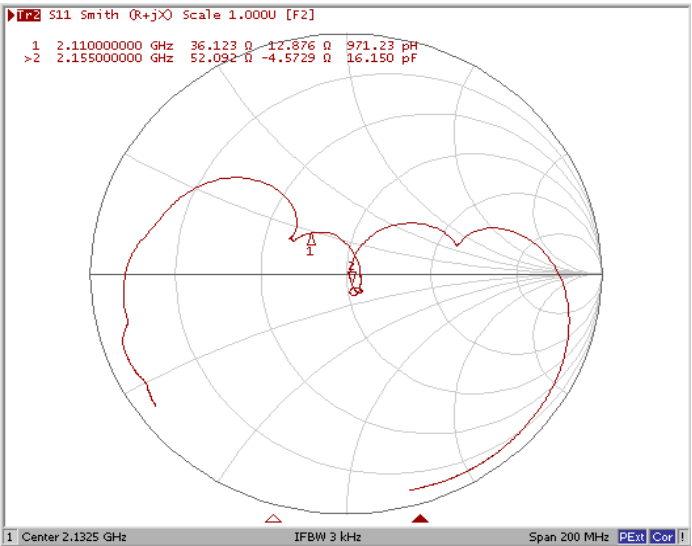 Tr2 S11 Smith (R+jX) Scale 1.000U [F2]
1 2.110000000 GHz 36.123 Ω 12.876 Ω 971.23 pH
>2 2.155000000 GHz 52.092 Ω -4.5729 Ω 16.150 pF
1
2
1 Center 2.1325 GHz IFBW 3 kHz Span 200 MHz PExt Cor !